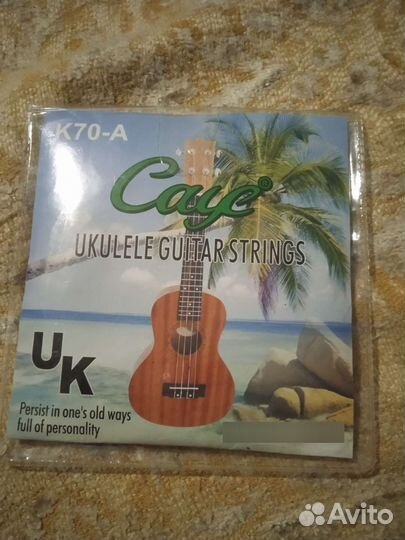 K70-A
Caye®
UKULELE GUITAR STRINGS
UK
Persist in one's old ways
full of personality
Avito